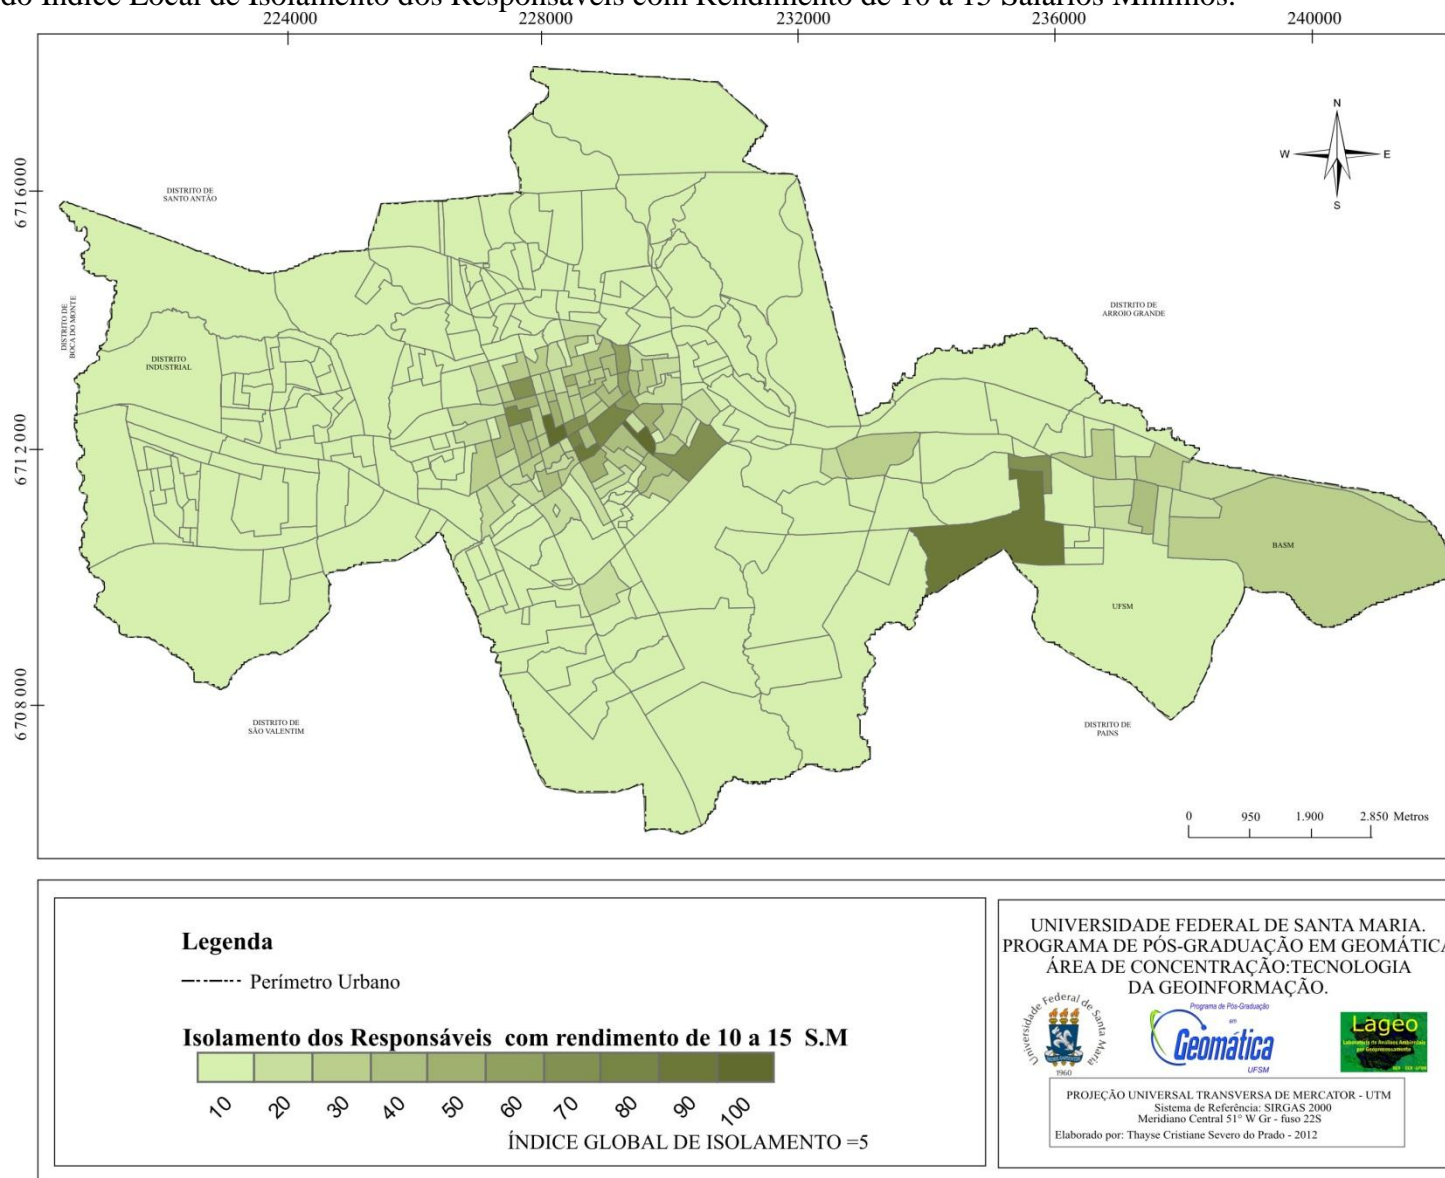 do Índice Local de Isolamento dos Responsáveis com Rendimento de 10 a 15 Salários Mínimos.
224000
228000
232000
236000
240000
N
W
E
S
6716000
6712000
6708000
DISTRITO DE
SANTO ANTÃO
DISTRITO DE
BOCA DO MONTE
DISTRITO
INDUSTRIAL
DISTRITO DE
ARROIO GRANDE
BASM
UFSM
DISTRITO DE
SÃO VALENTIM
DISTRITO DE
PAINS
0
950
1.900
2.850 Metros
Legenda
Perímetro Urbano
Isolamento dos Responsáveis com rendimento de 10 a 15 S.M
10
20
30
40
50
60
70
80
90
100
ÍNDICE GLOBAL DE ISOLAMENTO =5
UNIVERSIDADE FEDERAL DE SANTA MARIA.
PROGRAMA DE PÓS-GRADUAÇÃO EM GEOMÁTICA
ÁREA DE CONCENTRAÇÃO:TECNOLOGIA
DA GEOINFORMAÇÃO.
Universidade Federal de Santa Maria
1960
Programa de Pós-Graduação
em
Geomática
UFSM
Lageo
Laboratório de Análises Ambientais
por Geoprocessamento
PROJEÇÃO UNIVERSAL TRANSVERSA DE MERCATOR - UTM
Sistema de Referência: SIRGAS 2000
Meridiano Central 51° W Gr - fuso 22S
Elaborado por: Thayse Cristiane Severo do Prado - 2012